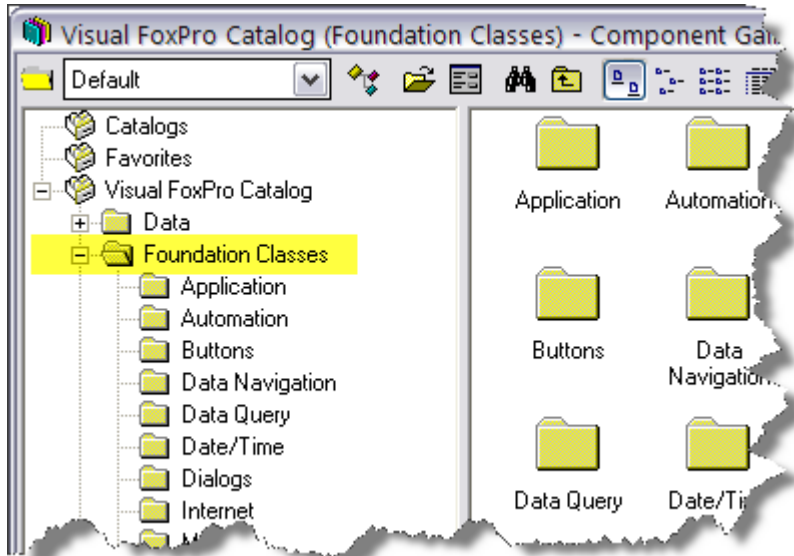 Visual FoxPro Catalog (Foundation Classes) - Component
Default
Catalogs
Favorites
Visual FoxPro Catalog
Data
Foundation Classes
Application
Automation
Buttons
Data Navigation
Data Query
Date/Time
Dialogs
Internet
Application
Automation
Buttons
Data
Navigation
Data Query